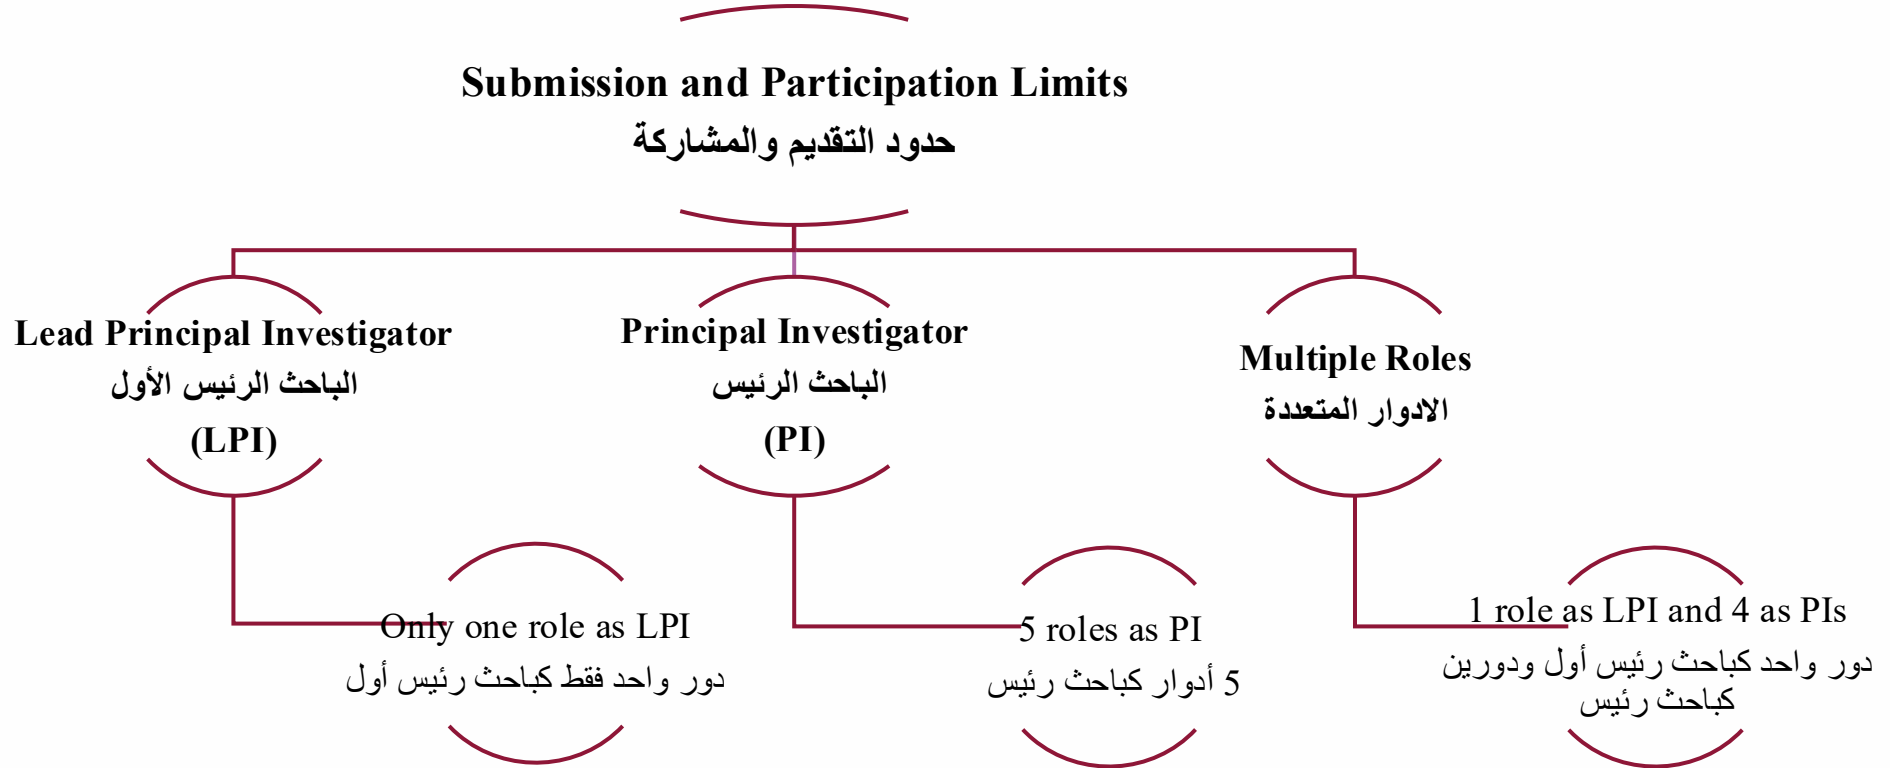 Submission and Participation Limits
حدود التقديم والمشاركة
Lead Principal Investigator
الباحث الرئيس الأول
(LPI)
Principal Investigator
الباحث الرئيس
(PI)
Multiple Roles
الادوار المتعددة
Only one role as LPI
دور واحد فقط كباحث رئيس أول
5 roles as PI
5 أدوار كباحث رئيس
1 role as LPI and 4 as PIs
دور واحد كباحث رئيس أول ودورين
كباحث رئيس